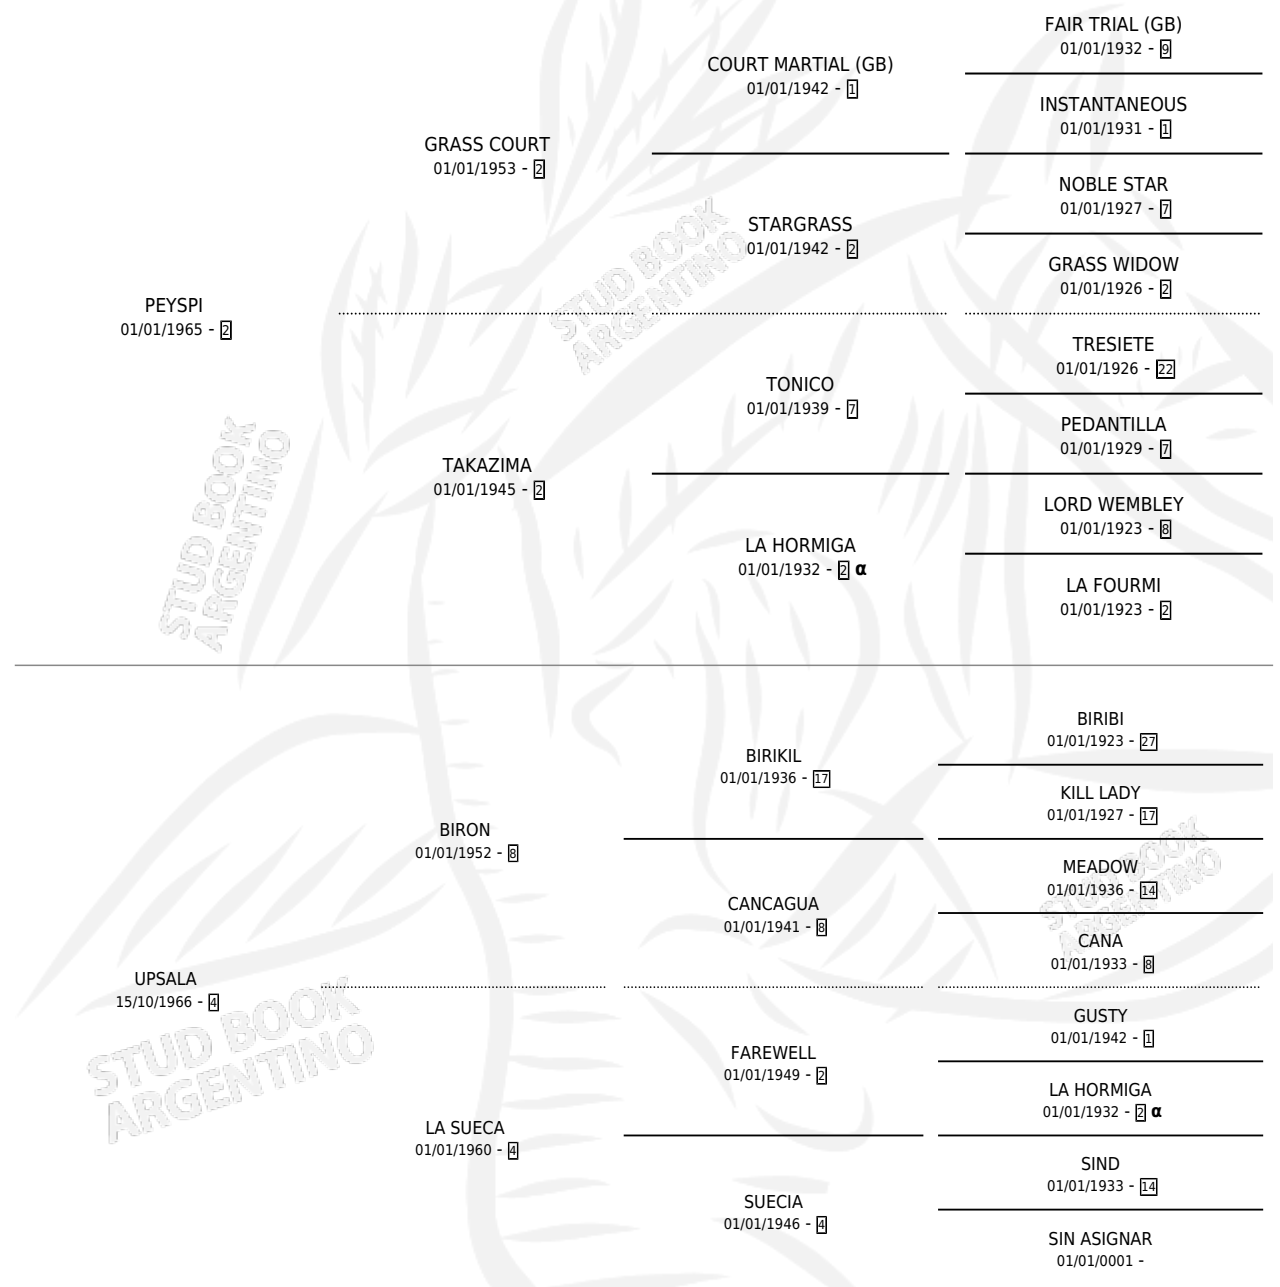 FAIR TRIAL (GB)
01/01/1932 - 9
COURT MARTIAL (GB)
01/01/1942 - 1
INSTANTANEOUS
01/01/1931 - 1
GRASS COURT
01/01/1953 - 2
NOBLE STAR
01/01/1927 - 7
STARGRASS
01/01/1942 - 2
GRASS WIDOW
01/01/1926 - 2
STUD BOOK
ARGENTINO
PEYSPI
01/01/1965 - 2
TRESIETE
01/01/1926 - 22
TONICO
01/01/1939 - 7
PEDANTILLA
01/01/1929 - 7
TAKAZIMA
01/01/1945 - 2
LORD WEMBLEY
01/01/1923 - 8
LA HORMIGA
01/01/1932 - 2 α
LA FOURMI
01/01/1923 - 2
STUD BOOK
ARGENTINO
BIRIBI
01/01/1923 - 27
BIRIKIL
01/01/1936 - 17
KILL LADY
01/01/1927 - 17
BIRON
01/01/1952 - 8
MEADOW
01/01/1936 - 14
STUD BOOK
ARGENTINO
CANCAGUA
01/01/1941 - 8
CANA
01/01/1933 - 8
UPSALA
15/10/1966 - 4
STUD BOOK
ARGENTINO
GUSTY
01/01/1942 - 1
FAREWELL
01/01/1949 - 2
LA HORMIGA
01/01/1932 - 2 α
LA SUECA
01/01/1960 - 4
SIND
01/01/1933 - 14
SUECIA
01/01/1946 - 4
SIN ASIGNAR
01/01/0001 -